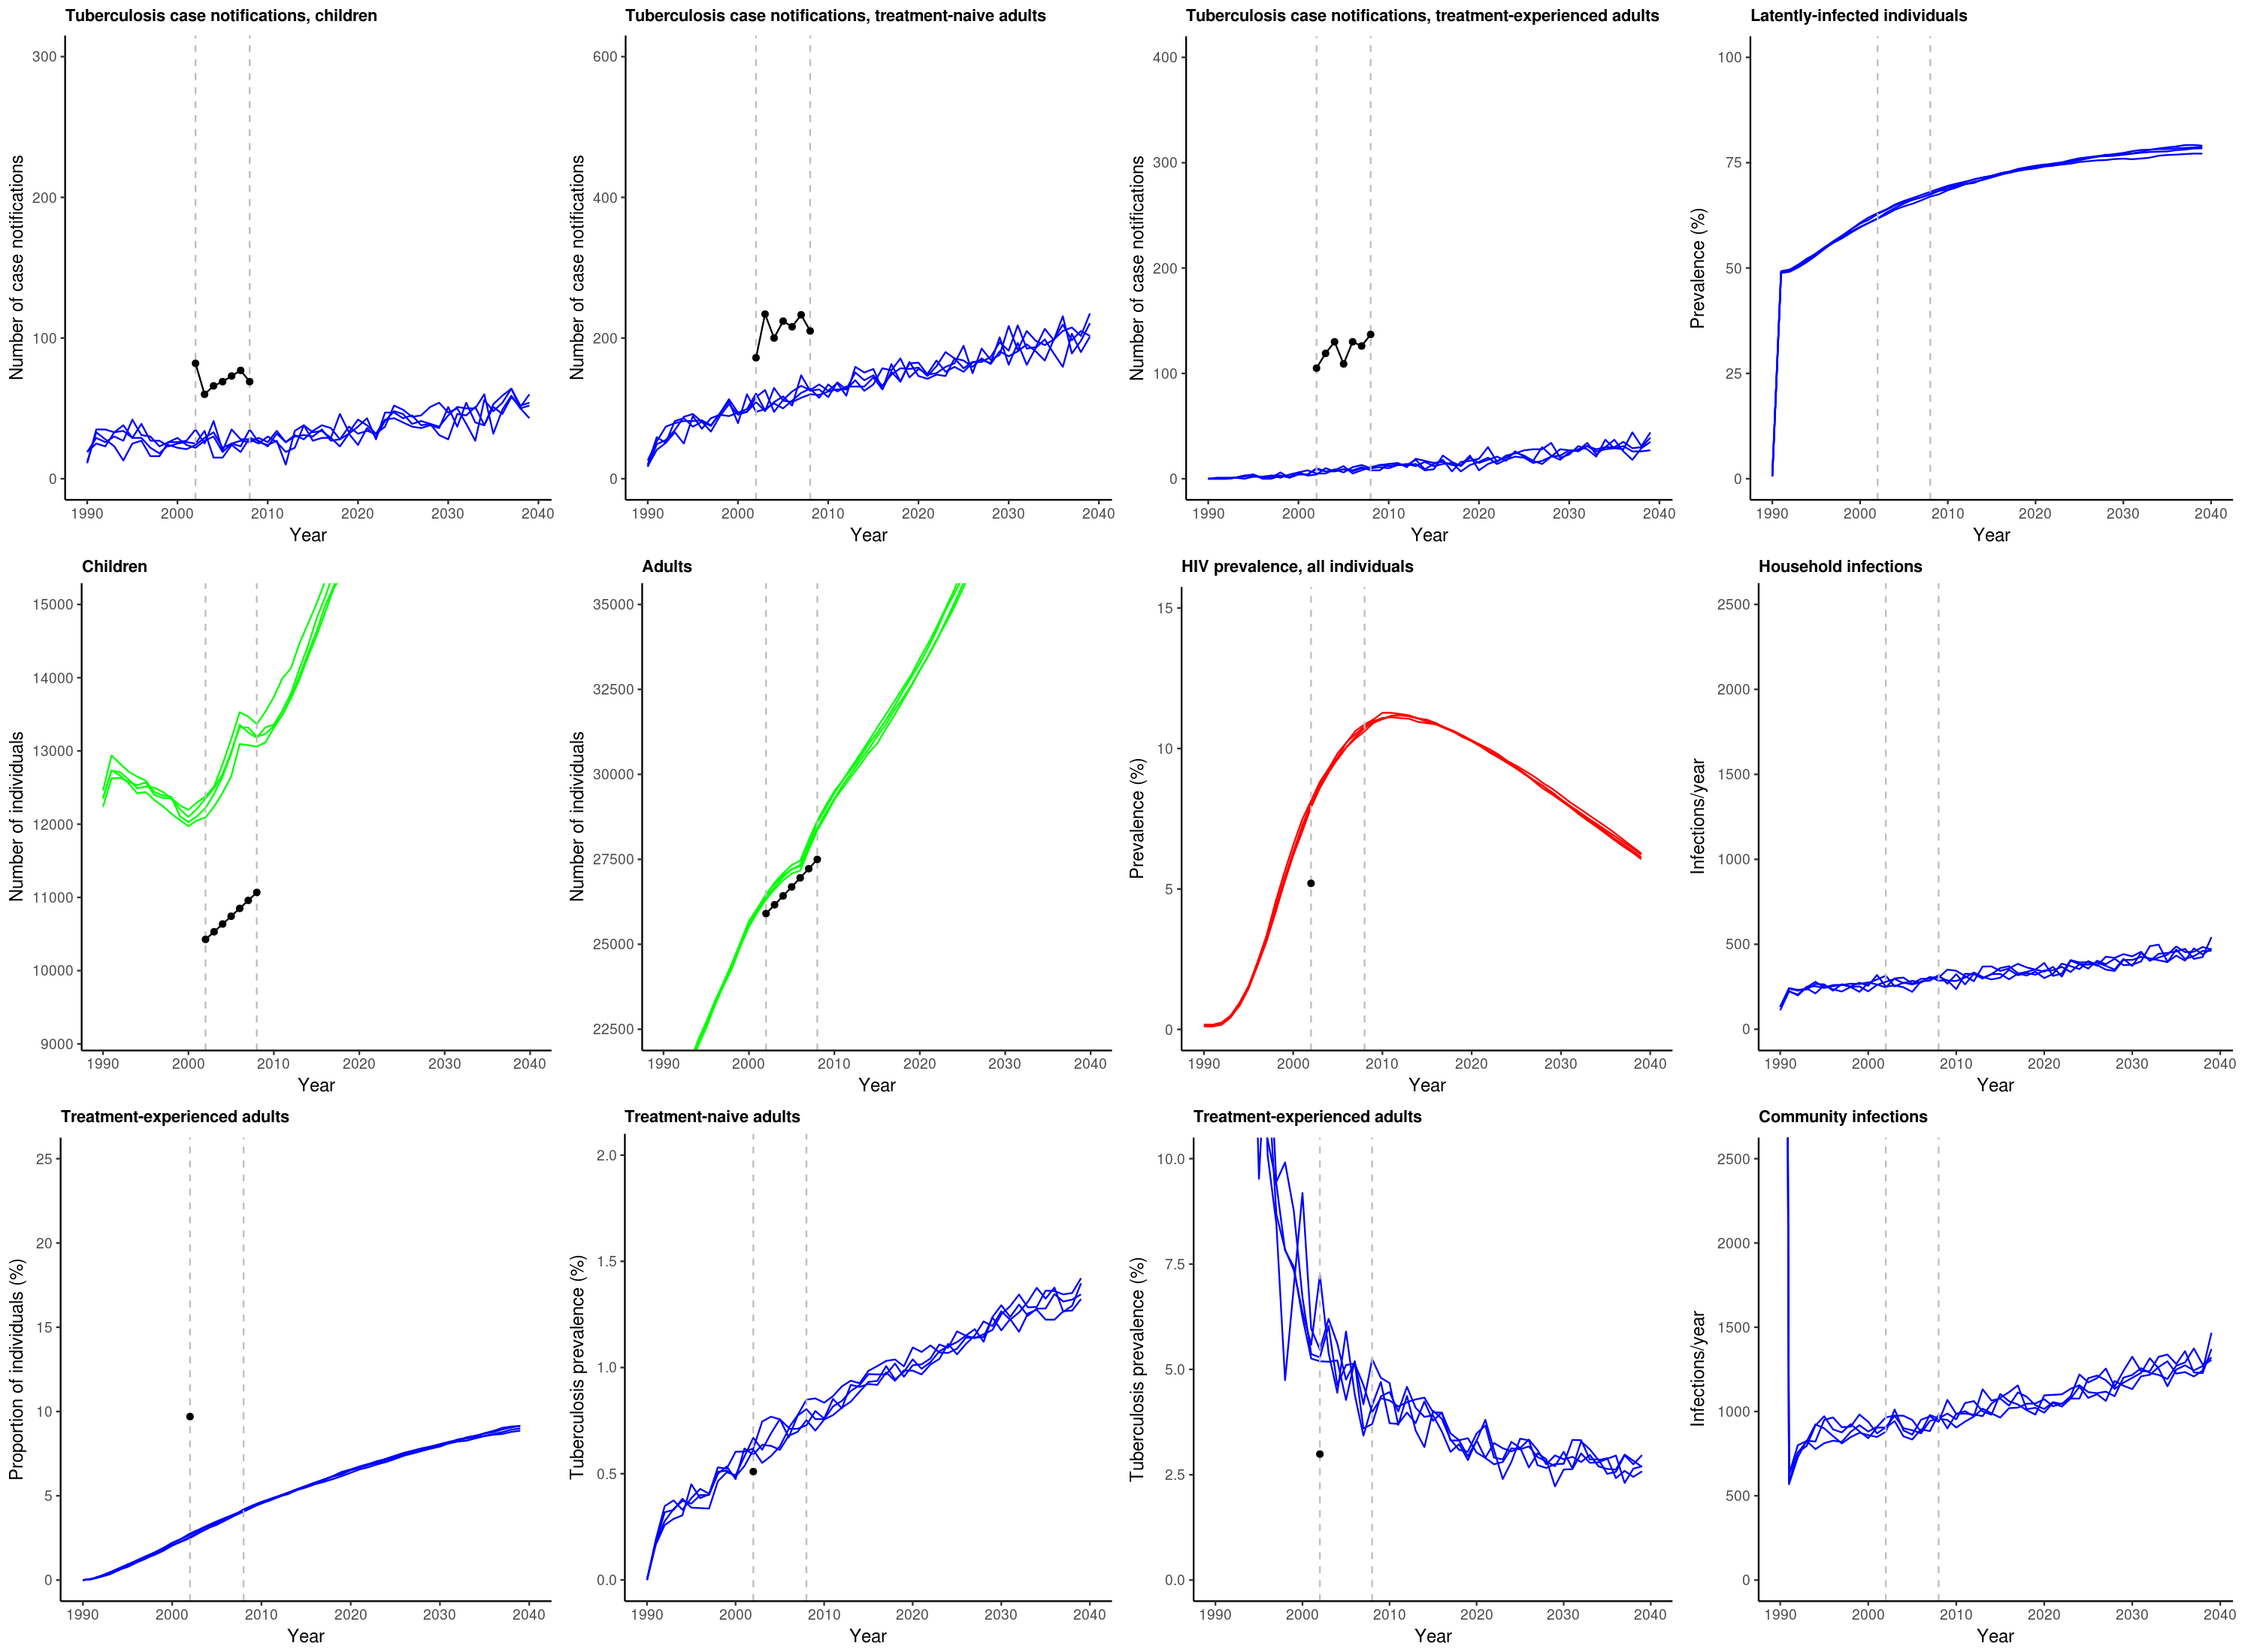 Tuberculosis case notifications, children
Number of case notifications
300
200
100
0
1990 2000 2010 2020 2030 2040
Year
Tuberculosis case notifications, treatment-naive adults
Number of case notifications
600
400
200
0
1990 2000 2010 2020 2030 2040
Year
Tuberculosis case notifications, treatment-experienced adults
Number of case notifications
400
300
200
100
0
1990 2000 2010 2020 2030 2040
Year
Latently-infected individuals
Prevalence (%)
100
75
50
25
0
1990 2000 2010 2020 2030 2040
Year
Children
Number of individuals
15000
14000
13000
12000
11000
10000
9000
1990 2000 2010 2020 2030 2040
Year
Adults
Number of individuals
35000
32500
30000
27500
25000
22500
1990 2000 2010 2020 2030 2040
Year
HIV prevalence, all individuals
Prevalence (%)
15
10
5
0
1990 2000 2010 2020 2030 2040
Year
Household infections
Infections/year
2500
2000
1500
1000
500
0
1990 2000 2010 2020 2030 2040
Year
Treatment-experienced adults
Proportion of individuals (%)
25
20
15
10
5
0
1990 2000 2010 2020 2030 2040
Year
Treatment-naive adults
Tuberculosis prevalence (%)
2.0
1.5
1.0
0.5
0.0
1990 2000 2010 2020 2030 2040
Year
Treatment-experienced adults
Tuberculosis prevalence (%)
10.0
7.5
5.0
2.5
0.0
1990 2000 2010 2020 2030 2040
Year
Community infections
Infections/year
2500
2000
1500
1000
500
0
1990 2000 2010 2020 2030 2040
Year